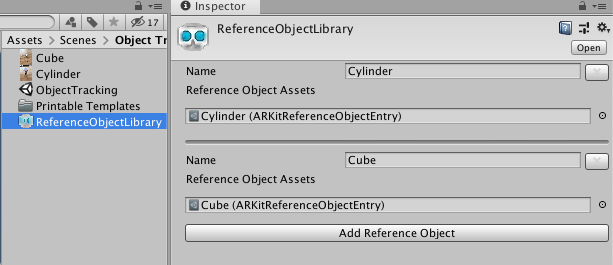 Inspector
17
Assets > Scenes > Object Tr
Cube
Cylinder
ObjectTracking
Printable Templates
ReferenceObjectLibrary
ReferenceObjectLibrary
Open
Name Cylinder
Reference Object Assets
Cylinder (ARKitReferenceObjectEntry)
Name Cube
Reference Object Assets
Cube (ARKitReferenceObjectEntry)
Add Reference Object